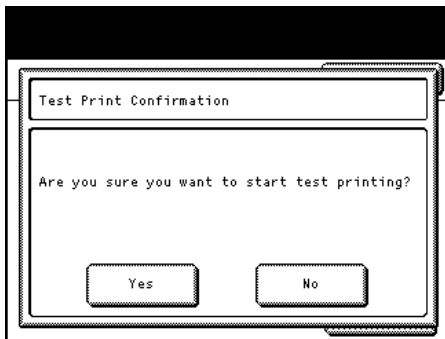 Test Print Confirmation
Are you sure you want to start test printing?
Yes
No